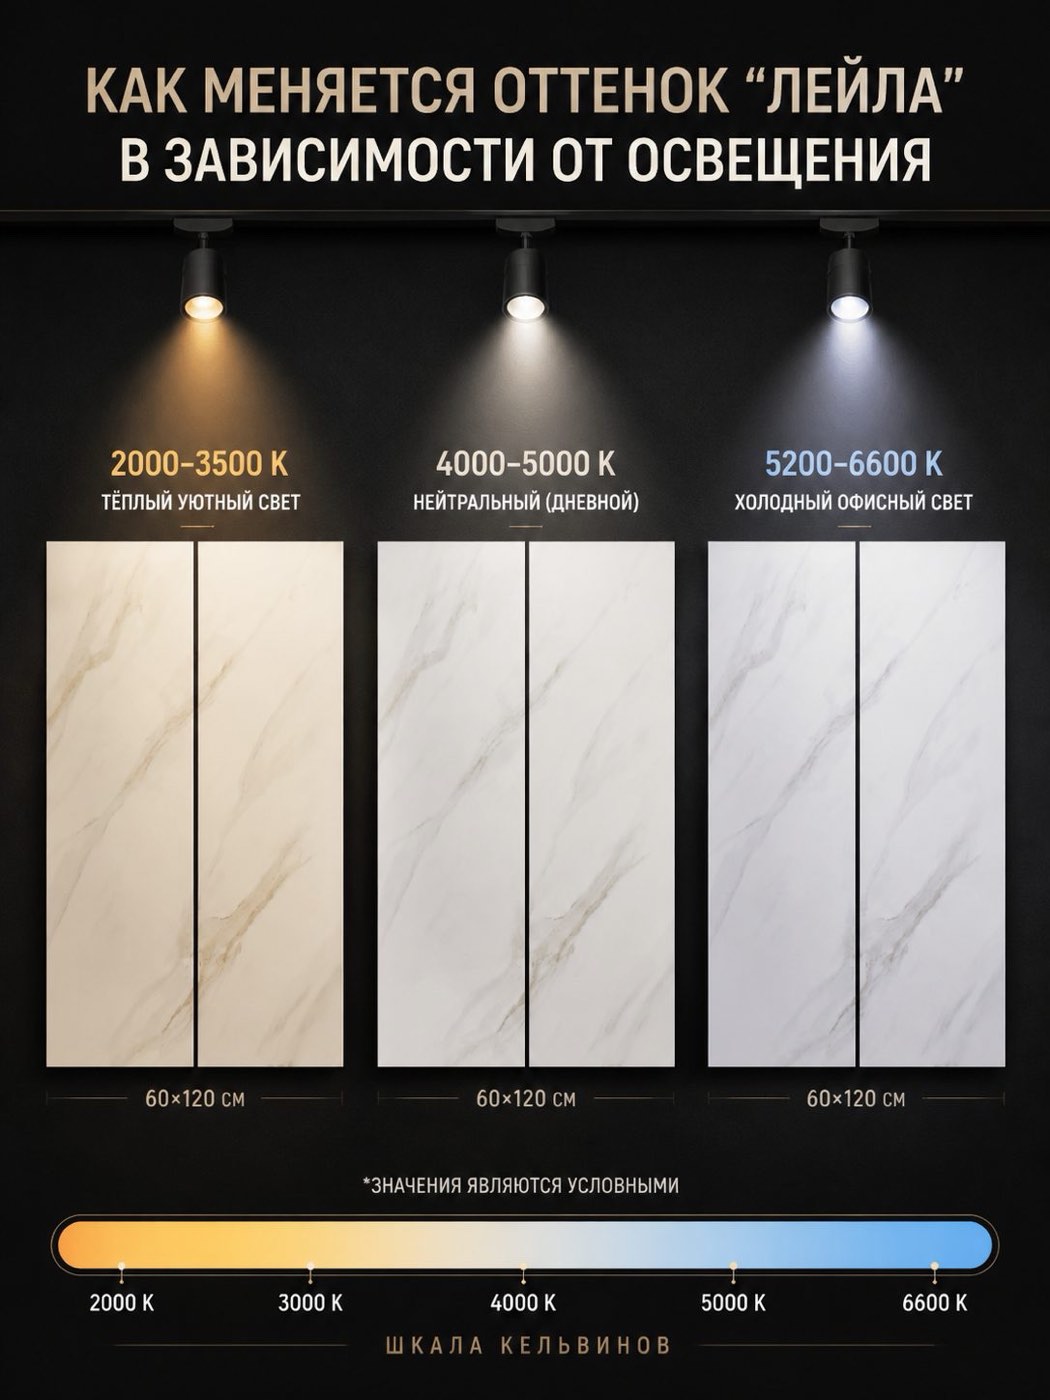 КАК МЕНЯЕТСЯ ОТТЕНОК “ЛЕЙЛА”
В ЗАВИСИМОСТИ ОТ ОСВЕЩЕНИЯ
2000–3500 К
ТЁПЛЫЙ УЮТНЫЙ СВЕТ
4000–5000 К
НЕЙТРАЛЬНЫЙ (ДНЕВНОЙ)
5200–6600 К
ХОЛОДНЫЙ ОФИСНЫЙ СВЕТ
60×120 СМ
60×120 СМ
60×120 СМ
*ЗНАЧЕНИЯ ЯВЛЯЮТСЯ УСЛОВНЫМИ
2000 К
3000 К
4000 К
5000 К
6600 К
ШКАЛА КЕЛЬВИНОВ